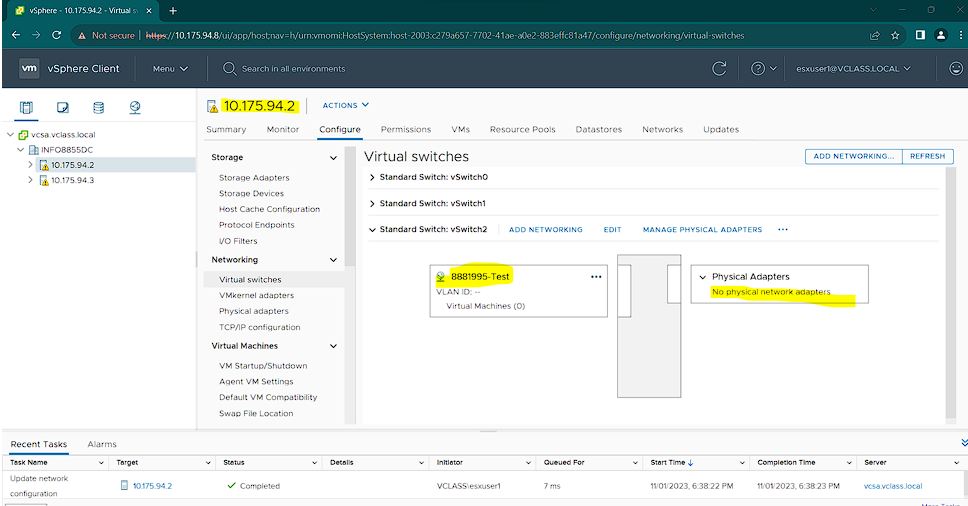 vSphere - 10.175.94.2 - Virtual s
Not secure https://10.175.94.8/ui/app/host;nav=h/urn:vmomi:HostSystem:host-2003:c279a657-7702-41ae-a0e2-883effc81a47/configure/networking/virtual-switches
vm vSphere Client Menu Search in all environments esxuser1@VCLASS.LOCAL
vcsa.vclass.local
INFO8855DC
10.175.94.2
10.175.94.3
10.175.94.2 ACTIONS
Summary Monitor Configure Permissions VMs Resource Pools Datastores Networks Updates
Storage
Storage Adapters
Storage Devices
Host Cache Configuration
Protocol Endpoints
I/O Filters
Networking
Virtual switches
VMkernel adapters
Physical adapters
TCP/IP configuration
Virtual Machines
VM Startup/Shutdown
Agent VM Settings
Default VM Compatibility
Swap File Location
Virtual switches
ADD NETWORKING... REFRESH
Standard Switch: vSwitch0
Standard Switch: vSwitch1
Standard Switch: vSwitch2 ADD NETWORKING EDIT MANAGE PHYSICAL ADAPTERS ...
8881995-Test ...
VLAN ID: --
Virtual Machines (0)
Physical Adapters
No physical network adapters
Recent Tasks Alarms
Task Name Target Status Details Initiator Queued For Start Time Completion Time Server
Update network configuration 10.175.94.2 Completed VCLASS\esxuser1 7 ms 11/01/2023, 6:38:22 PM 11/01/2023, 6:38:23 PM vcsa.vclass.local